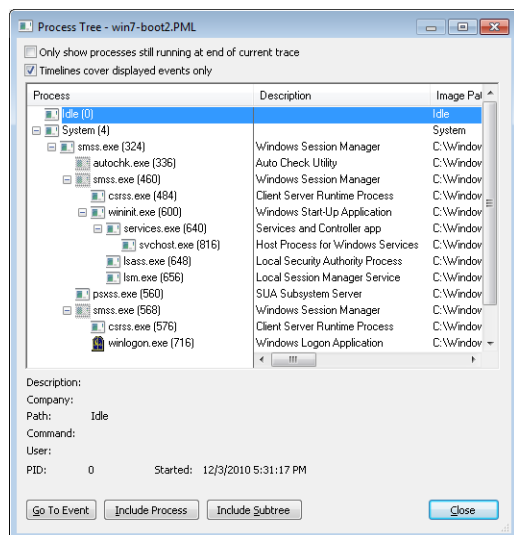 Process Tree - win7-boot2.PML
Only show processes still running at end of current trace
Timelines cover displayed events only
Process Description Image Pat
Idle (0) Idle
System (4) System
smss.exe (324) Windows Session Manager C:\Window
autochk.exe (336) Auto Check Utility C:\Window
smss.exe (460) Windows Session Manager C:\Window
csrss.exe (484) Client Server Runtime Process C:\Window
wininit.exe (600) Windows Start-Up Application C:\Window
services.exe (640) Services and Controller app C:\Window
svchost.exe (816) Host Process for Windows Services C:\Window
lsass.exe (648) Local Security Authority Process C:\Window
lsm.exe (656) Local Session Manager Service C:\Window
psxss.exe (560) SUA Subsystem Server C:\Window
smss.exe (568) Windows Session Manager C:\Window
csrss.exe (576) Client Server Runtime Process C:\Window
winlogon.exe (716) Windows Logon Application C:\Window
Description:
Company:
Path: Idle
Command:
User:
PID: 0 Started: 12/3/2010 5:31:17 PM
Go To Event Include Process Include Subtree Close